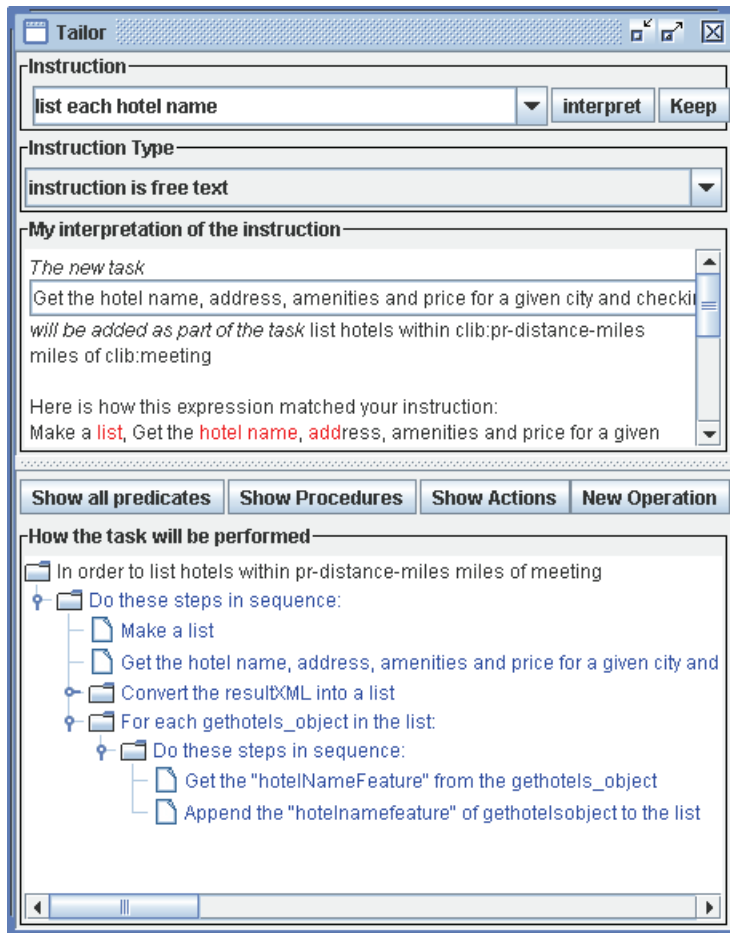 Tailor
Instruction
list each hotel name
interpret
Keep
Instruction Type
instruction is free text
My interpretation of the instruction
The new task
Get the hotel name, address, amenities and price for a given city and checkin
will be added as part of the task list hotels within clib:pr-distance-miles
miles of clib:meeting
Here is how this expression matched your instruction:
Make a list, Get the hotel name, address, amenities and price for a given
Show all predicates
Show Procedures
Show Actions
New Operation
How the task will be performed
In order to list hotels within pr-distance-miles miles of meeting
Do these steps in sequence:
Make a list
Get the hotel name, address, amenities and price for a given city and
Convert the resultXML into a list
For each gethotels_object in the list:
Do these steps in sequence:
Get the "hotelNameFeature" from the gethotels_object
Append the "hotelnamefeature" of gethotelsobject to the list